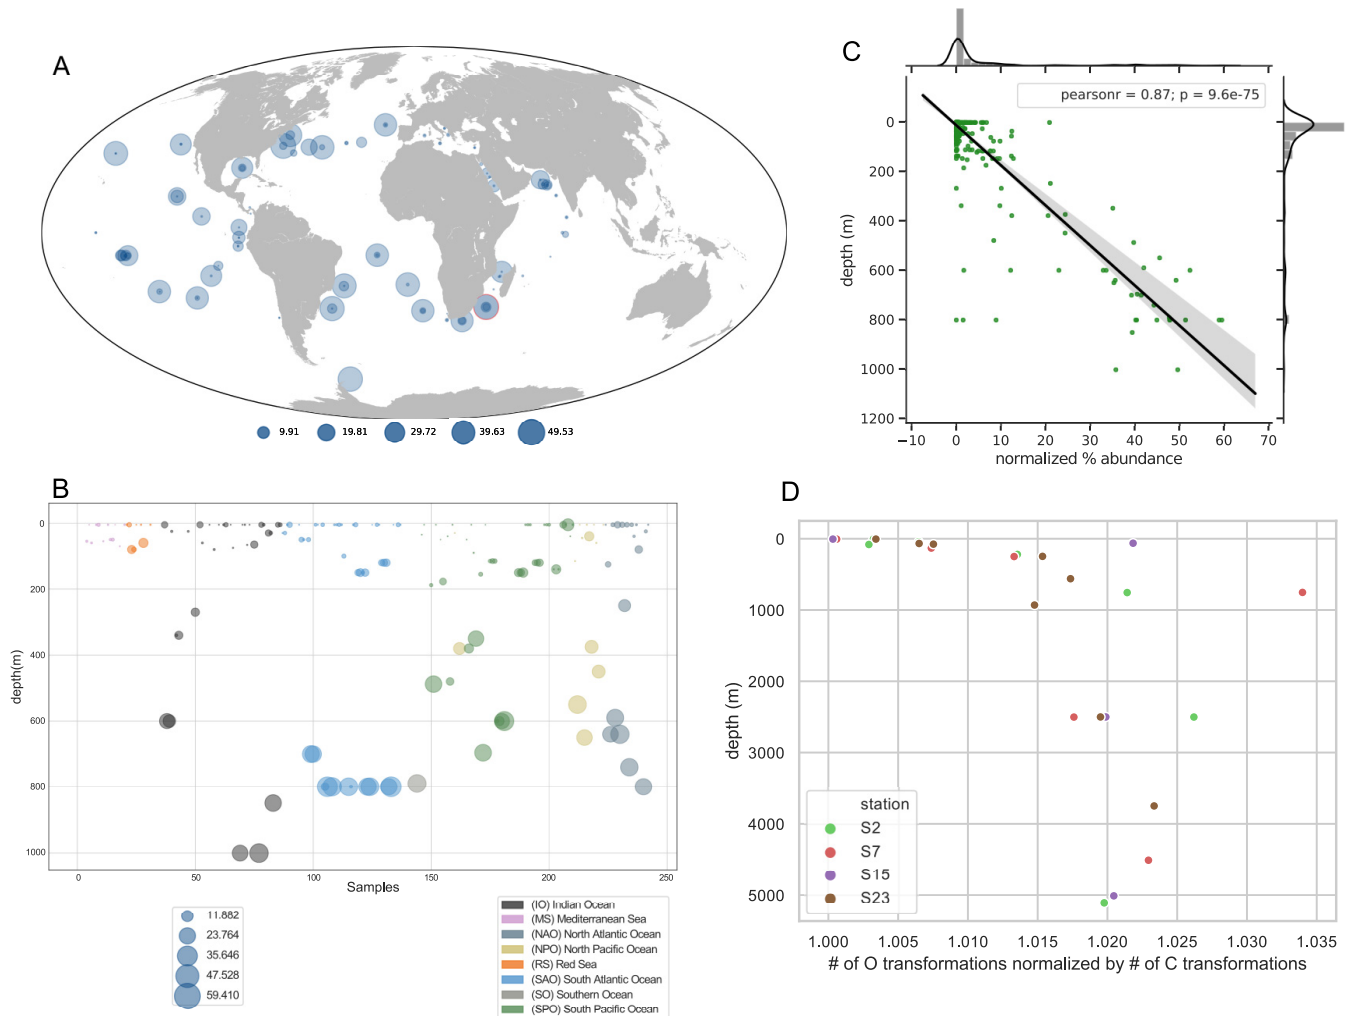 A
9.91 19.81 29.72 39.63 49.53
C
pearsonr = 0.87; p = 9.6e-75
0
200
400
600
800
1000
1200
depth (m)
−10 0 10 20 30 40 50 60 70
normalized % abundance
B
0
200
400
600
800
1000
depth(m)
0 50 100 150 200 250
Samples
11.882
23.764
35.646
47.528
59.410
(IO) Indian Ocean
(MS) Mediterranean Sea
(NAO) North Atlantic Ocean
(NPO) North Pacific Ocean
(RS) Red Sea
(SAO) South Atlantic Ocean
(SO) Southern Ocean
(SPO) South Pacific Ocean
D
0
1000
2000
3000
4000
5000
depth (m)
station
S2
S7
S15
S23
1.000 1.005 1.010 1.015 1.020 1.025 1.030 1.035
# of O transformations normalized by # of C transformations